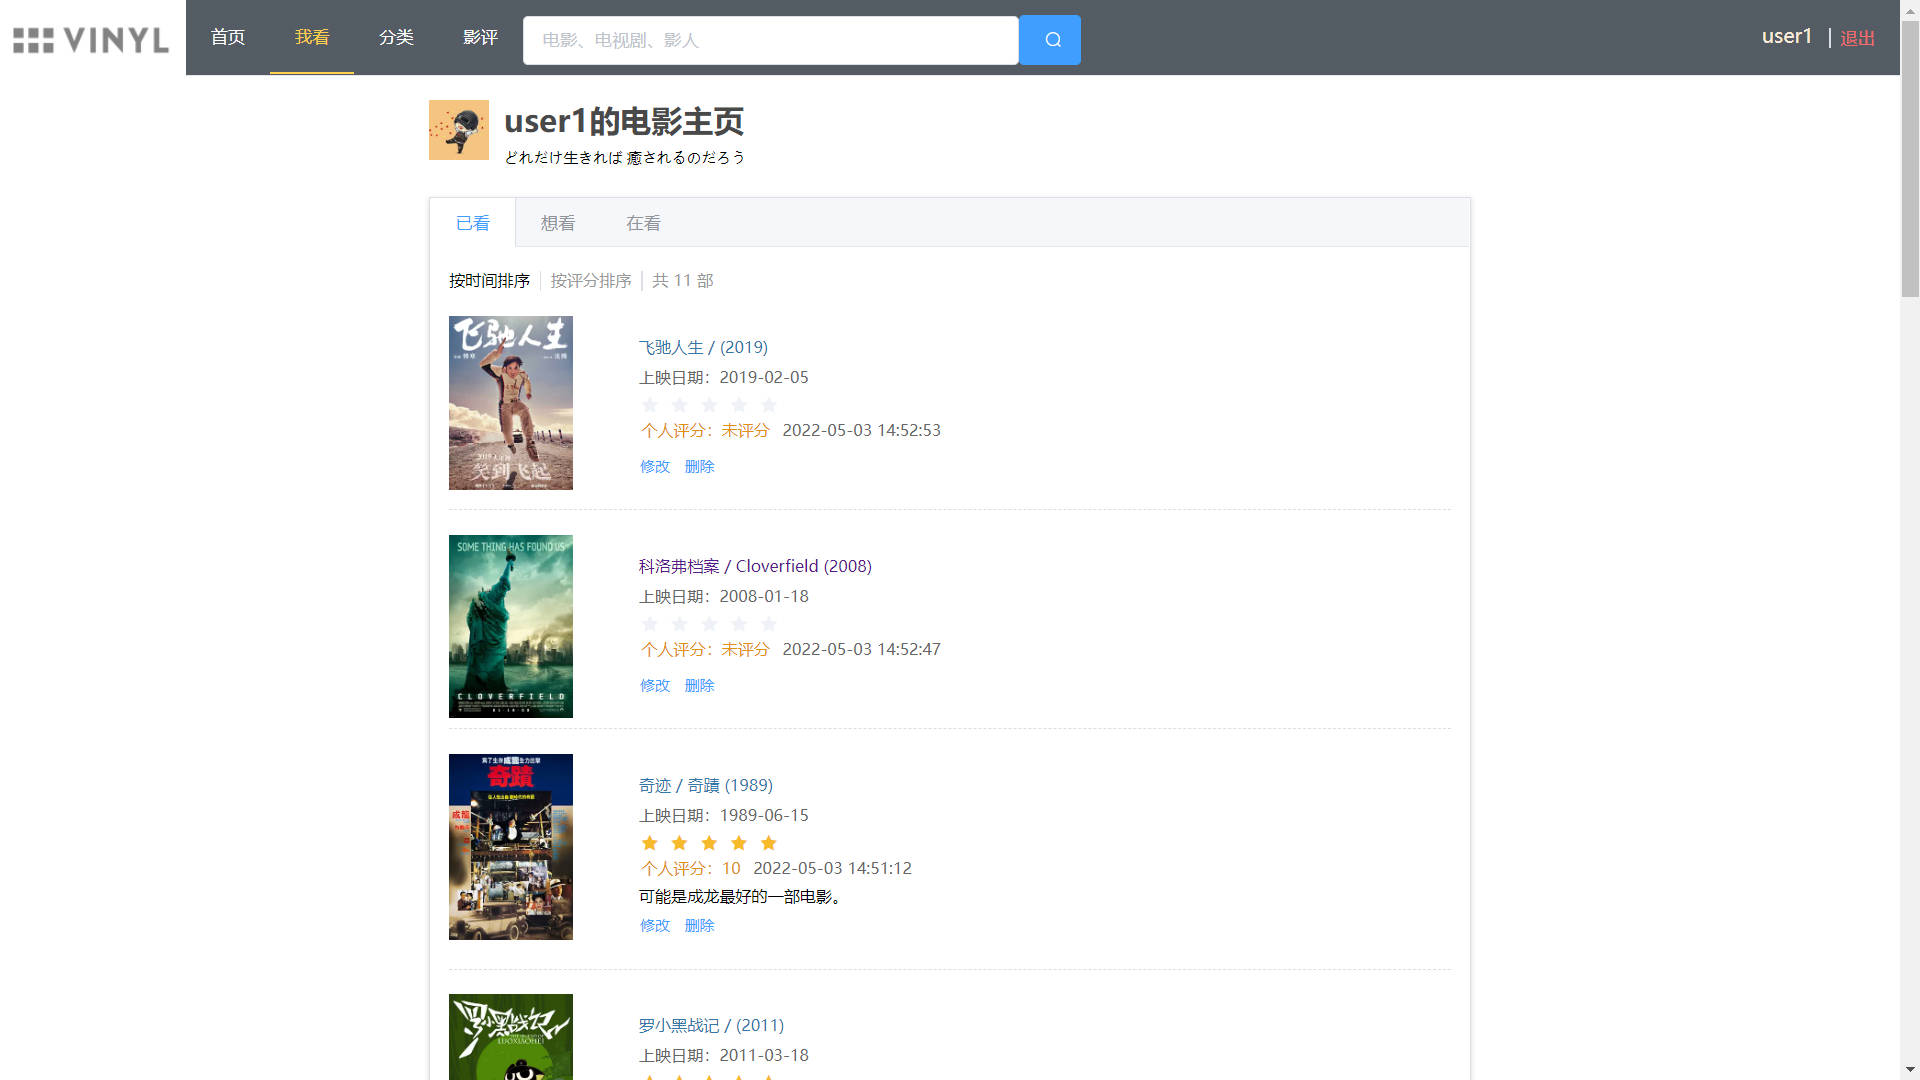 VINYL
首页 我看 分类 影评 电影、电视剧、影人 user1 | 退出
user1的电影主页
どれだけ生きれば 癒されるのだろう
已看 想看 在看
按时间排序 按评分排序 共 11 部
飞驰人生
2019
笑到飞起
飞驰人生 / (2019)
上映日期：2019-02-05
个人评分：未评分 2022-05-03 14:52:53
修改 删除
SOME THING HAS FOUND US
CLOVERFIELD
科洛弗档案 / Cloverfield (2008)
上映日期：2008-01-18
个人评分：未评分 2022-05-03 14:52:47
修改 删除
奇蹟
成龍
奇迹 / 奇蹟 (1989)
上映日期：1989-06-15
个人评分：10 2022-05-03 14:51:12
可能是成龙最好的一部电影。
修改 删除
罗小黑战记
LUOXIAOHEI
罗小黑战记 / (2011)
上映日期：2011-03-18